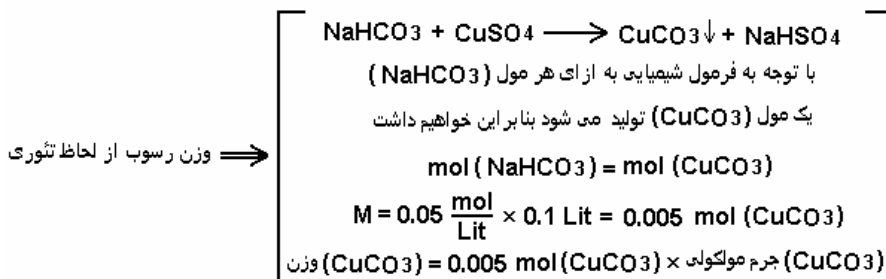 NaHCO3 + CuSO4 ⟶ CuCO3↓ + NaHSO4
با توجه به فرمول شیمیایی به ازای هر مول (NaHCO3)
یک مول (CuCO3) تولید می شود بنابراین خواهیم داشت
وزن رسوب از لحاظ تئوری ⟹
mol (NaHCO3) = mol (CuCO3)
M = 0.05 mol/Lit × 0.1 Lit = 0.005 mol (CuCO3)
وزن (CuCO3) = 0.005 mol (CuCO3) × جرم مولکولی (CuCO3)